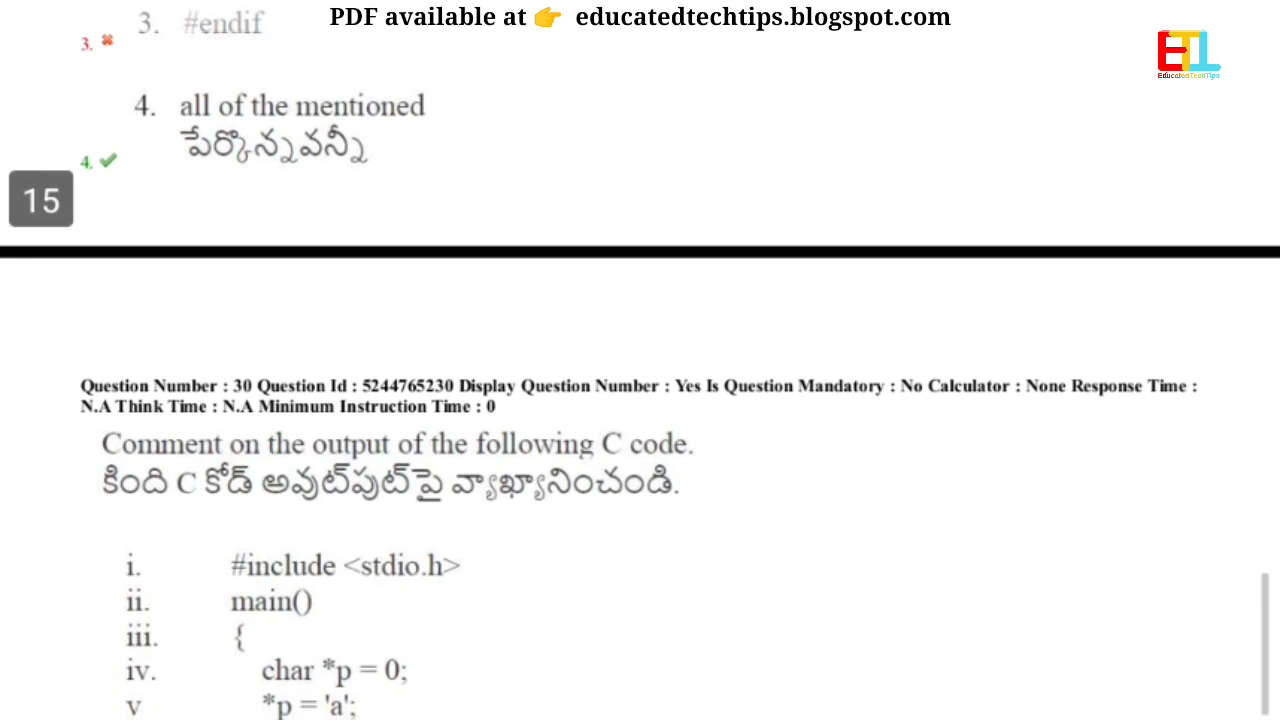 PDF available at 👉 educatedtechtips.blogspot.com
3. #endif
3.
ETL
EducatedTechTips
4. all of the mentioned
పేర్కొన్నవన్నీ
4.
15
Question Number : 30 Question Id : 5244765230 Display Question Number : Yes Is Question Mandatory : No Calculator : None Response Time :
N.A Think Time : N.A Minimum Instruction Time : 0
Comment on the output of the following C code.
కింది C కోడ్ అవుట్‌పుట్‌పై వ్యాఖ్యానించండి.
i. #include <stdio.h>
ii. main()
iii. {
iv. char *p = 0;
v *p = 'a';